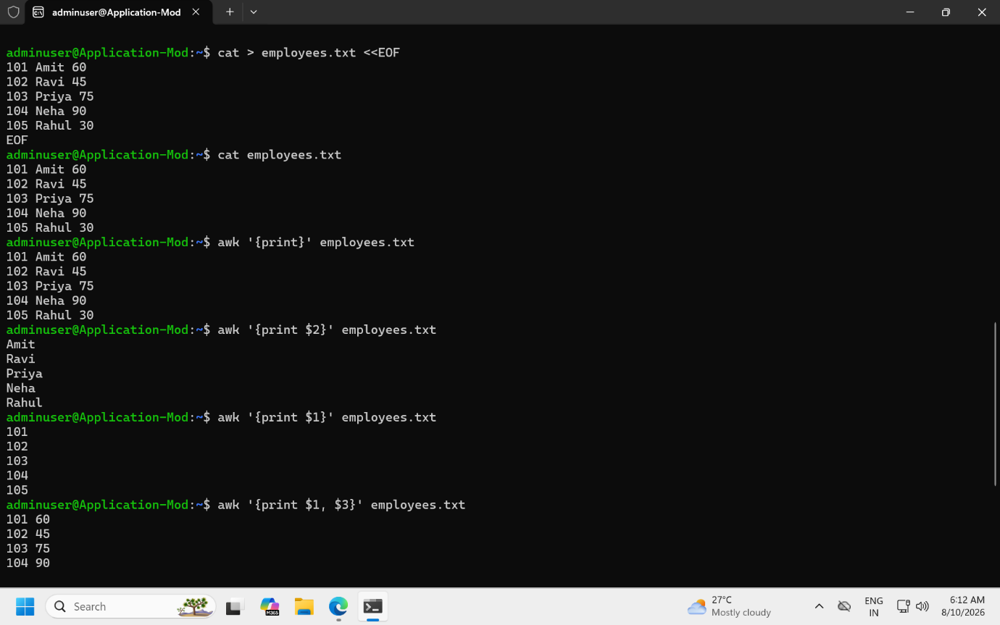 adminuser@Application-Mod
adminuser@Application-Mod:~$ cat > employees.txt <<EOF
101 Amit 60
102 Ravi 45
103 Priya 75
104 Neha 90
105 Rahul 30
EOF
adminuser@Application-Mod:~$ cat employees.txt
101 Amit 60
102 Ravi 45
103 Priya 75
104 Neha 90
105 Rahul 30
adminuser@Application-Mod:~$ awk '{print}' employees.txt
101 Amit 60
102 Ravi 45
103 Priya 75
104 Neha 90
105 Rahul 30
adminuser@Application-Mod:~$ awk '{print $2}' employees.txt
Amit
Ravi
Priya
Neha
Rahul
adminuser@Application-Mod:~$ awk '{print $1}' employees.txt
101
102
103
104
105
adminuser@Application-Mod:~$ awk '{print $1, $3}' employees.txt
101 60
102 45
103 75
104 90
Search
M365
27°C
Mostly cloudy
ENG
IN
6:12 AM
8/10/2026